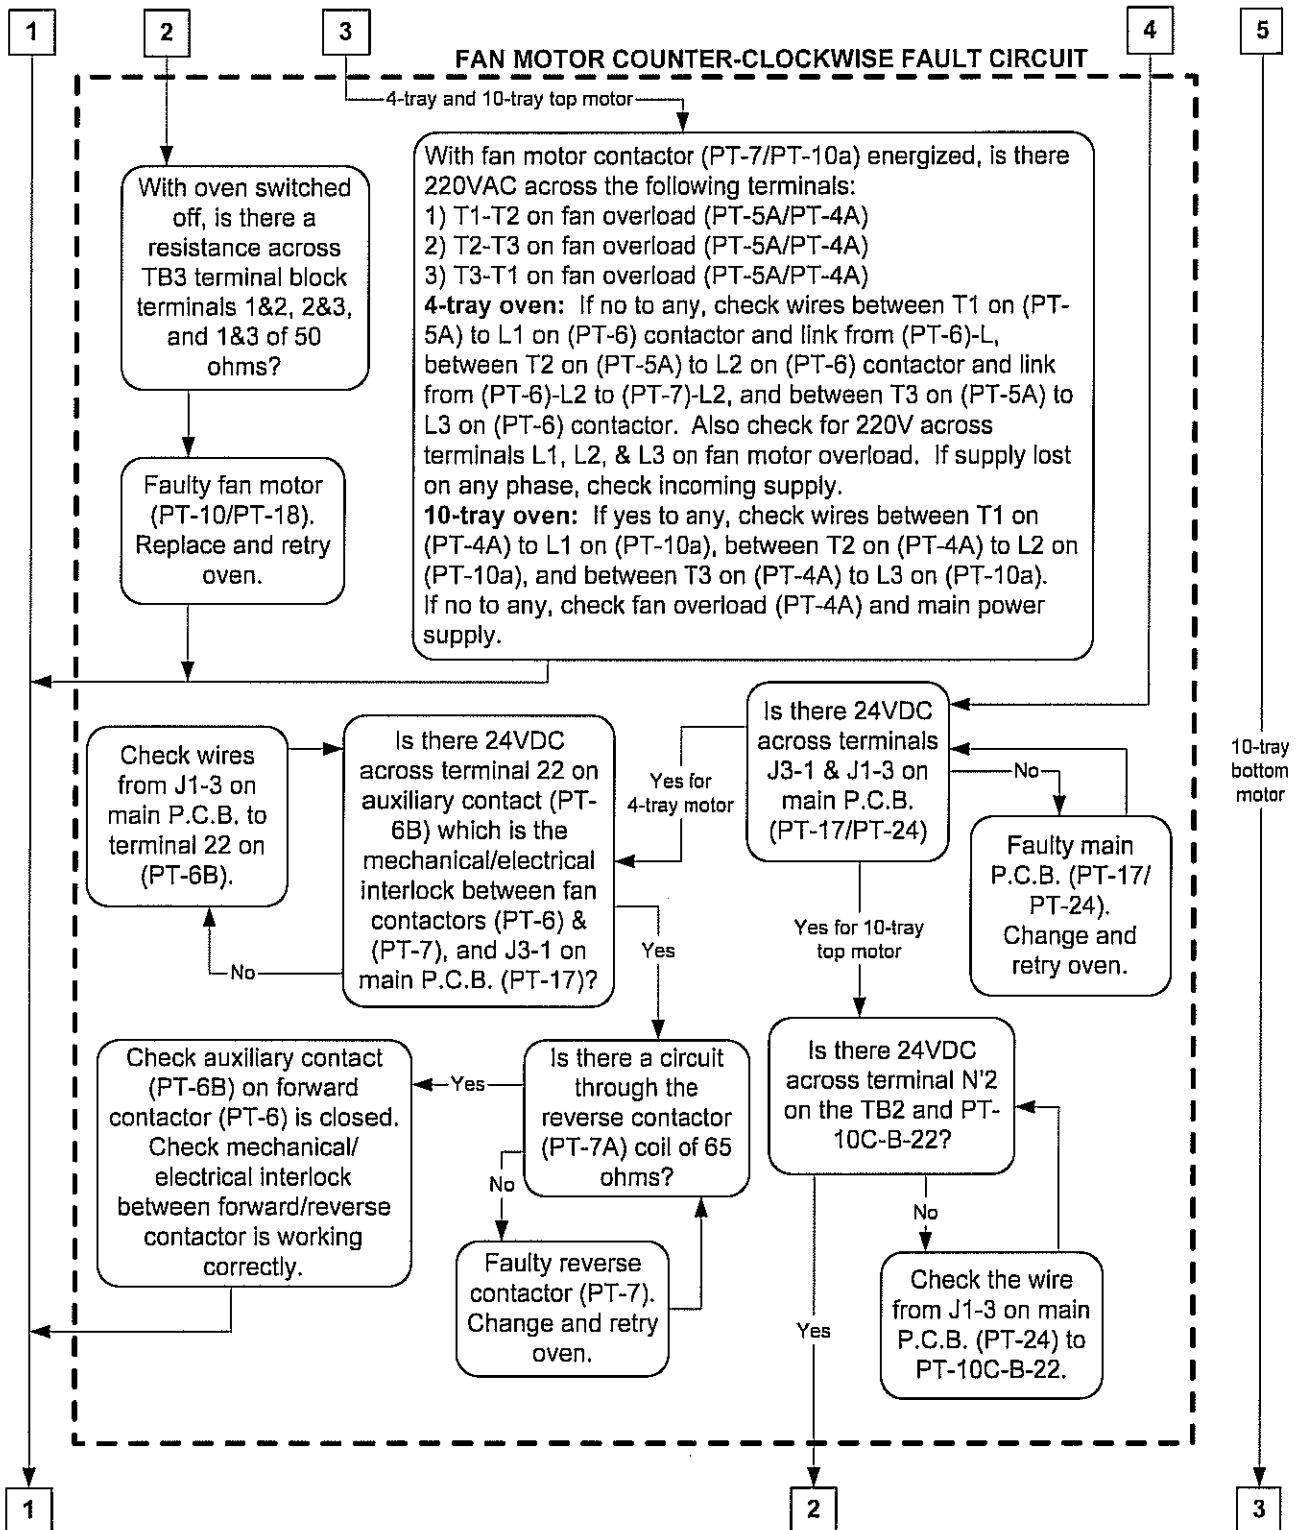 1
2
3
4
5
FAN MOTOR COUNTER-CLOCKWISE FAULT CIRCUIT
4-tray and 10-tray top motor
With oven switched
off, is there a
resistance across
TB3 terminal block
terminals 1&2, 2&3,
and 1&3 of 50
ohms?
Faulty fan motor
(PT-10/PT-18).
Replace and retry
oven.
With fan motor contactor (PT-7/PT-10a) energized, is there
220VAC across the following terminals:
1) T1-T2 on fan overload (PT-5A/PT-4A)
2) T2-T3 on fan overload (PT-5A/PT-4A)
3) T3-T1 on fan overload (PT-5A/PT-4A)
4-tray oven: If no to any, check wires between T1 on (PT-
5A) to L1 on (PT-6) contactor and link from (PT-6)-L,
between T2 on (PT-5A) to L2 on (PT-6) contactor and link
from (PT-6)-L2 to (PT-7)-L2, and between T3 on (PT-5A) to
L3 on (PT-6) contactor. Also check for 220V across
terminals L1, L2, & L3 on fan motor overload. If supply lost
on any phase, check incoming supply.
10-tray oven: If yes to any, check wires between T1 on
(PT-4A) to L1 on (PT-10a), between T2 on (PT-4A) to L2 on
(PT-10a), and between T3 on (PT-4A) to L3 on (PT-10a).
If no to any, check fan overload (PT-4A) and main power
supply.
Check wires
from J1-3 on
main P.C.B. to
terminal 22 on
(PT-6B).
No
Is there 24VDC
across terminal 22 on
auxiliary contact (PT-
6B) which is the
mechanical/electrical
interlock between fan
contactors (PT-6) &
(PT-7), and J3-1 on
main P.C.B. (PT-17)?
Yes
Yes for
4-tray motor
Is there 24VDC
across terminals
J3-1 & J1-3 on
main P.C.B.
(PT-17/PT-24)
No
Faulty main
P.C.B. (PT-17/
PT-24).
Change and
retry oven.
10-tray
bottom
motor
Yes for 10-tray
top motor
Check auxiliary contact
(PT-6B) on forward
contactor (PT-6) is closed.
Check mechanical/
electrical interlock
between forward/reverse
contactor is working
correctly.
Yes
Is there a circuit
through the
reverse contactor
(PT-7A) coil of 65
ohms?
No
Faulty reverse
contactor (PT-7).
Change and retry
oven.
Is there 24VDC
across terminal N'2
on the TB2 and PT-
10C-B-22?
No
Yes
Check the wire
from J1-3 on main
P.C.B. (PT-24) to
PT-10C-B-22.
1
2
3